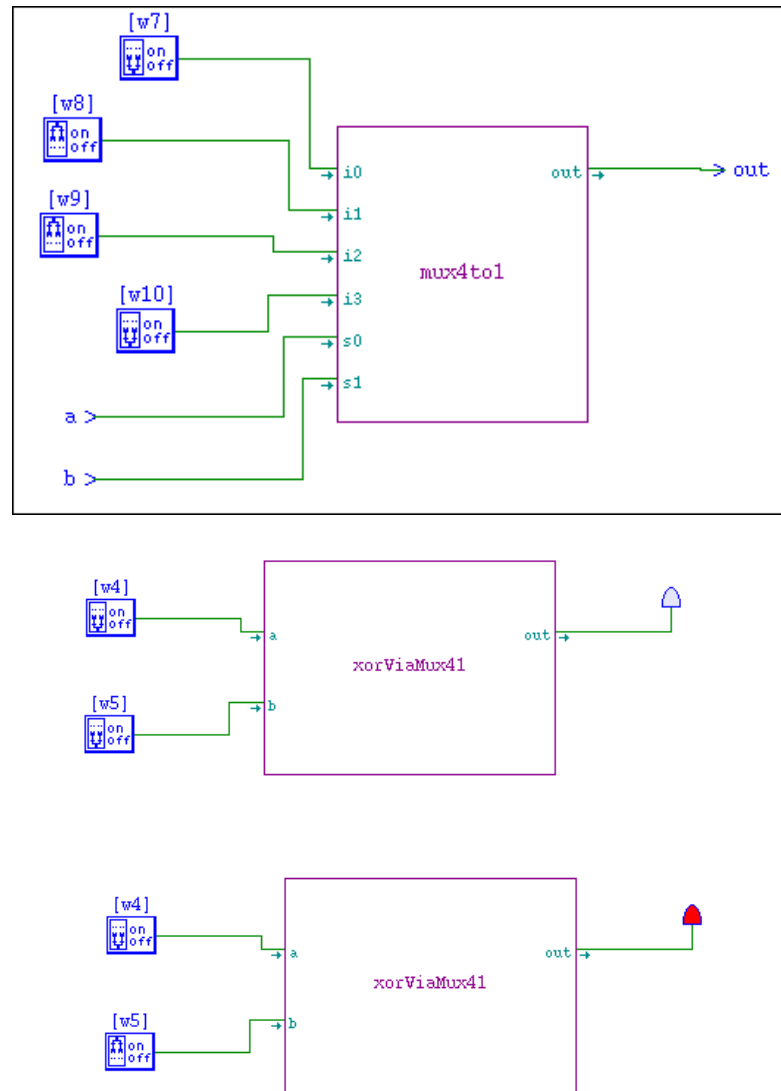 [w7]
on
off
[w8]
on
off
[w9]
on
off
[w10]
on
off
i0
i1
i2
i3
s0
s1
out
mux4to1
out
a
b
[w4]
on
off
[w5]
on
off
a
b
out
xorViaMux41
[w4]
on
off
[w5]
on
off
a
b
out
xorViaMux41